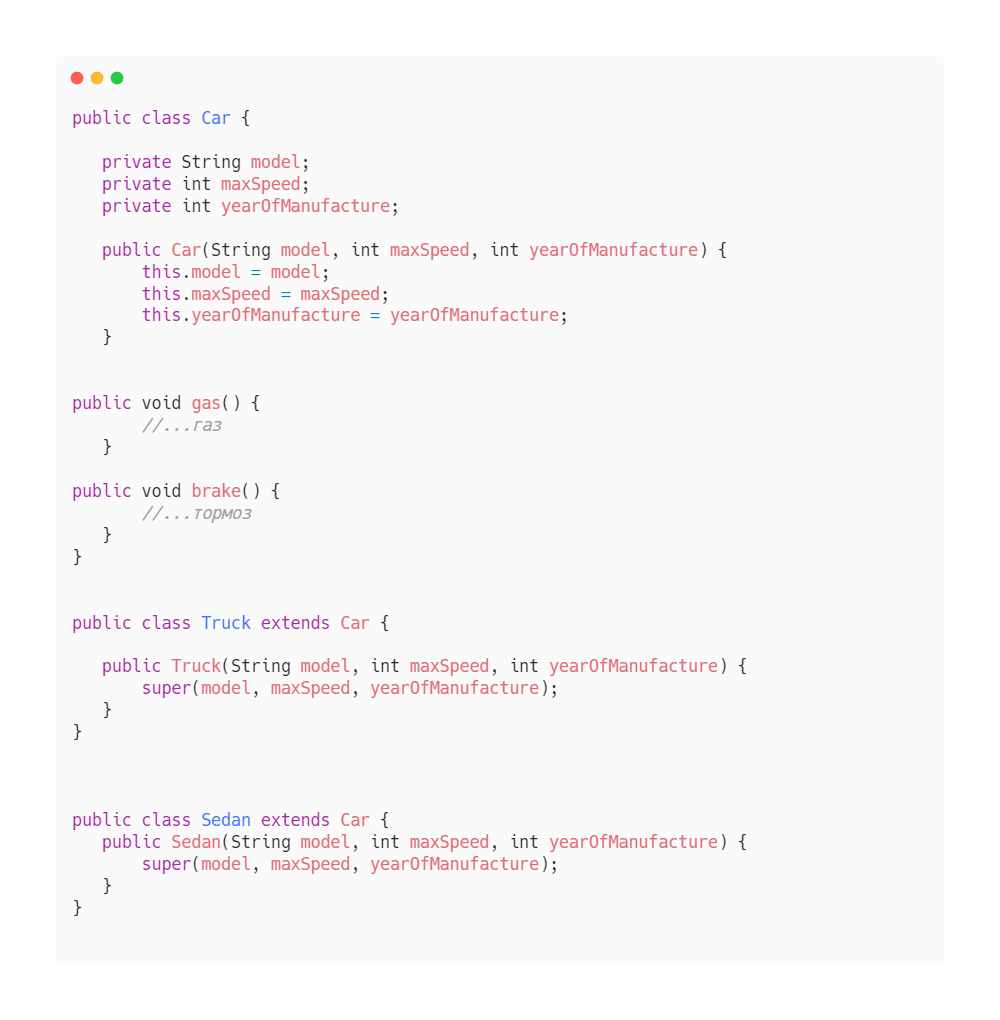 public class Car {
private String model;
private int maxSpeed;
private int yearOfManufacture;
public Car(String model, int maxSpeed, int yearOfManufacture) {
this.model = model;
this.maxSpeed = maxSpeed;
this.yearOfManufacture = yearOfManufacture;
}
public void gas() {
//...газ
}
public void brake() {
//...тормоз
}
}
public class Truck extends Car {
public Truck(String model, int maxSpeed, int yearOfManufacture) {
super(model, maxSpeed, yearOfManufacture);
}
}
public class Sedan extends Car {
public Sedan(String model, int maxSpeed, int yearOfManufacture) {
super(model, maxSpeed, yearOfManufacture);
}
}